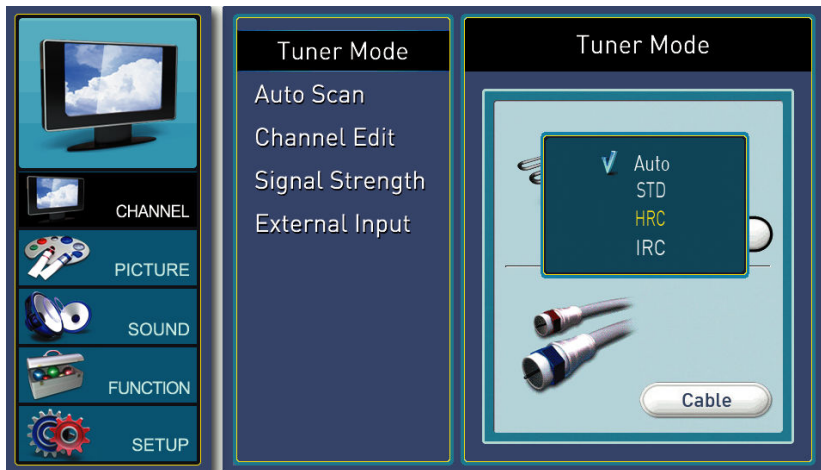 CHANNEL
PICTURE
SOUND
FUNCTION
SETUP
Tuner Mode
Auto Scan
Channel Edit
Signal Strength
External Input
Tuner Mode
Auto
STD
HRC
IRC
Cable